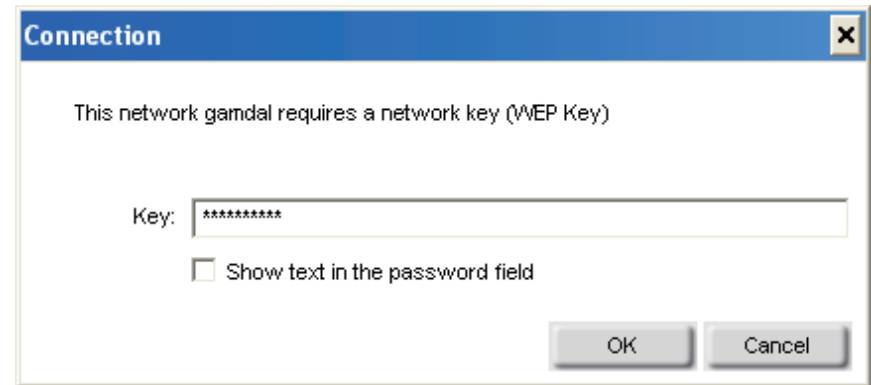 Connection
This network gamdal requires a network key (WEP Key)
Key: **********
Show text in the password field
OK Cancel